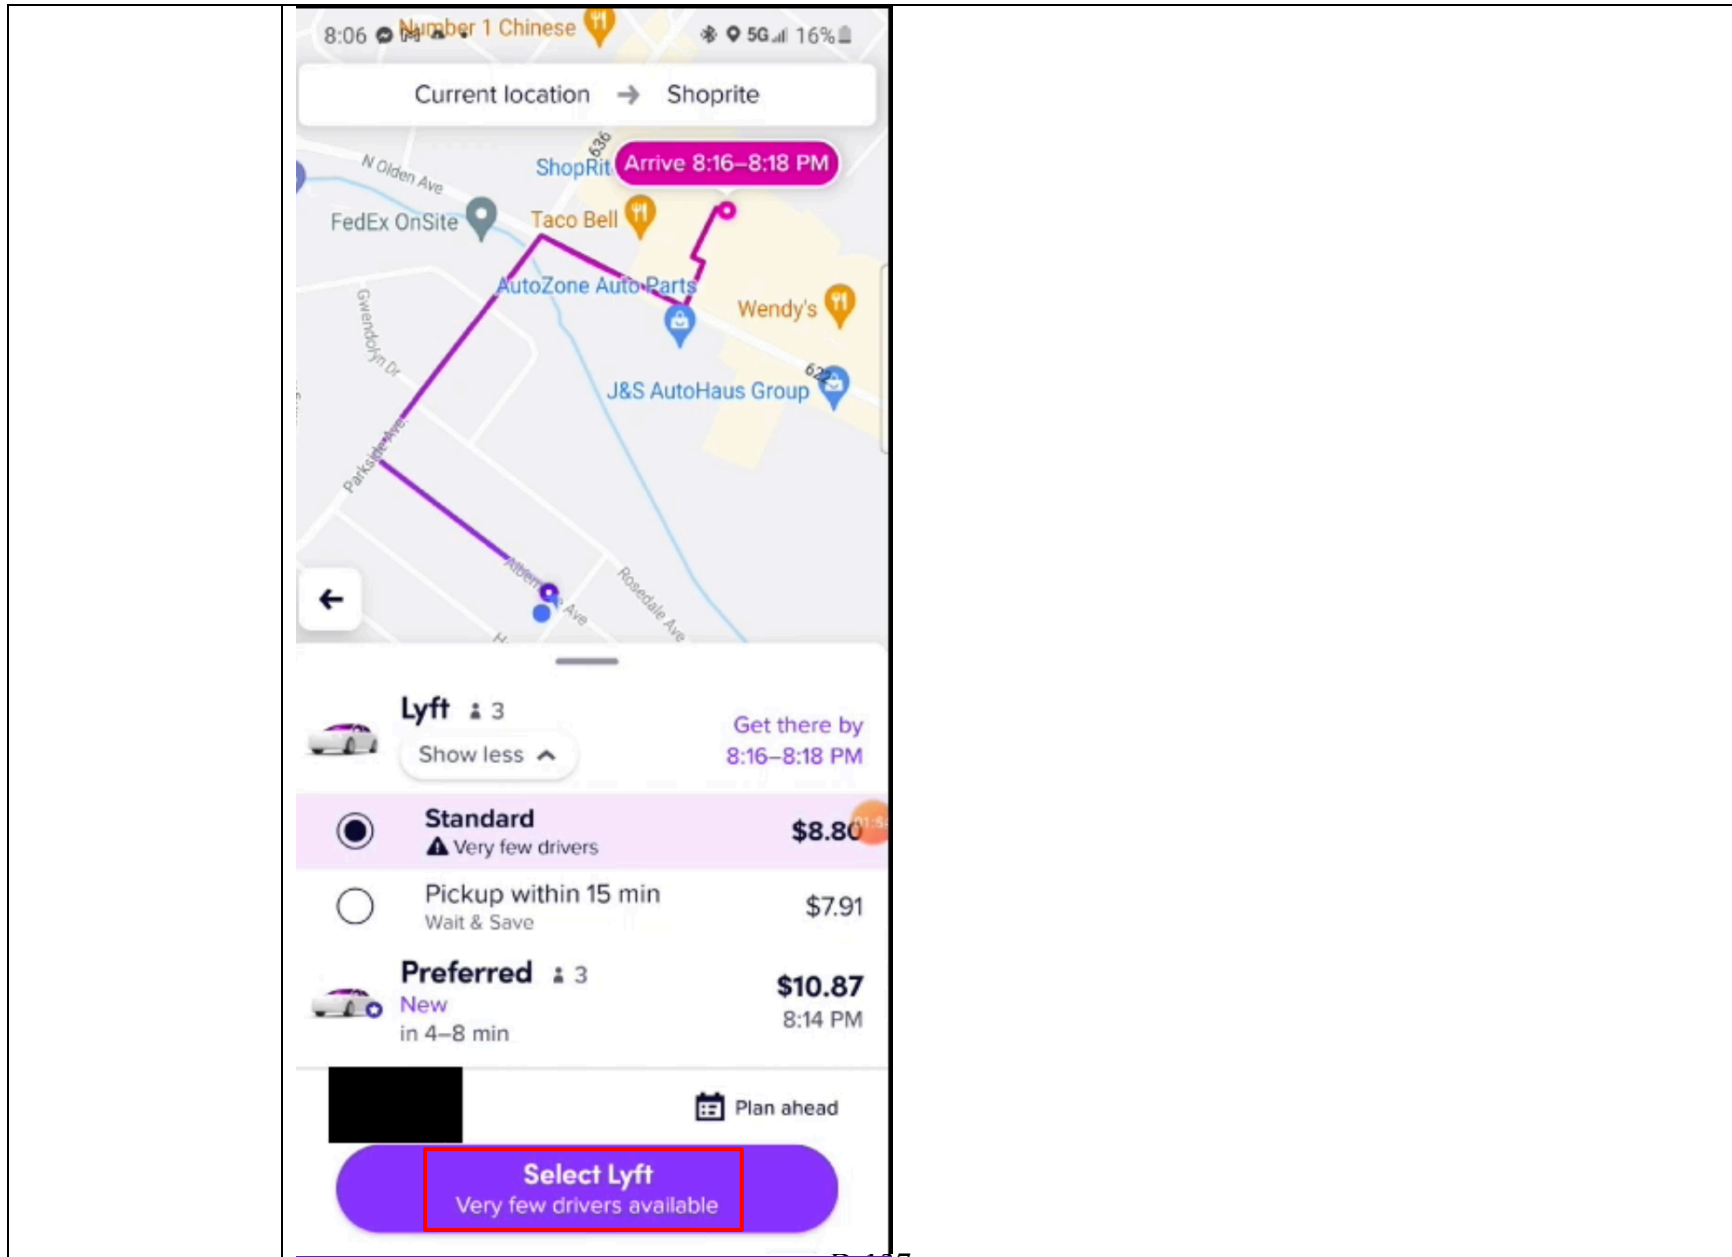 8:06
Number 1 Chinese
5G 16%
Current location → Shoprite
636
N Olden Ave
ShopRit
Arrive 8:16–8:18 PM
FedEx OnSite
Taco Bell
AutoZone Auto Parts
Wendy's
Gwendolyn Dr
622
J&S AutoHaus Group
Parkside Ave
Ave
Rosedale Ave
Lyft 3
Show less
Get there by
8:16–8:18 PM
Standard
Very few drivers
$8.80
Pickup within 15 min
Wait & Save
$7.91
Preferred 3
New
in 4–8 min
$10.87
8:14 PM
Plan ahead
Select Lyft
Very few drivers available